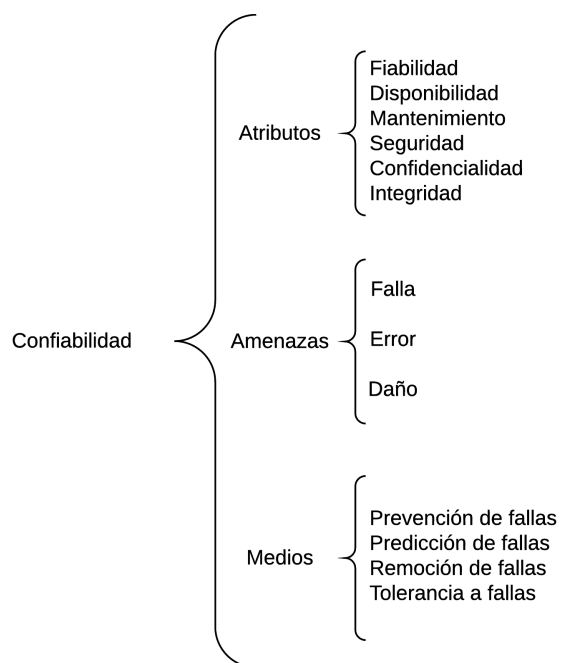 Confiabilidad
Atributos
Fiabilidad
Disponibilidad
Mantenimiento
Seguridad
Confidencialidad
Integridad
Amenazas
Falla
Error
Daño
Medios
Prevención de fallas
Predicción de fallas
Remoción de fallas
Tolerancia a fallas